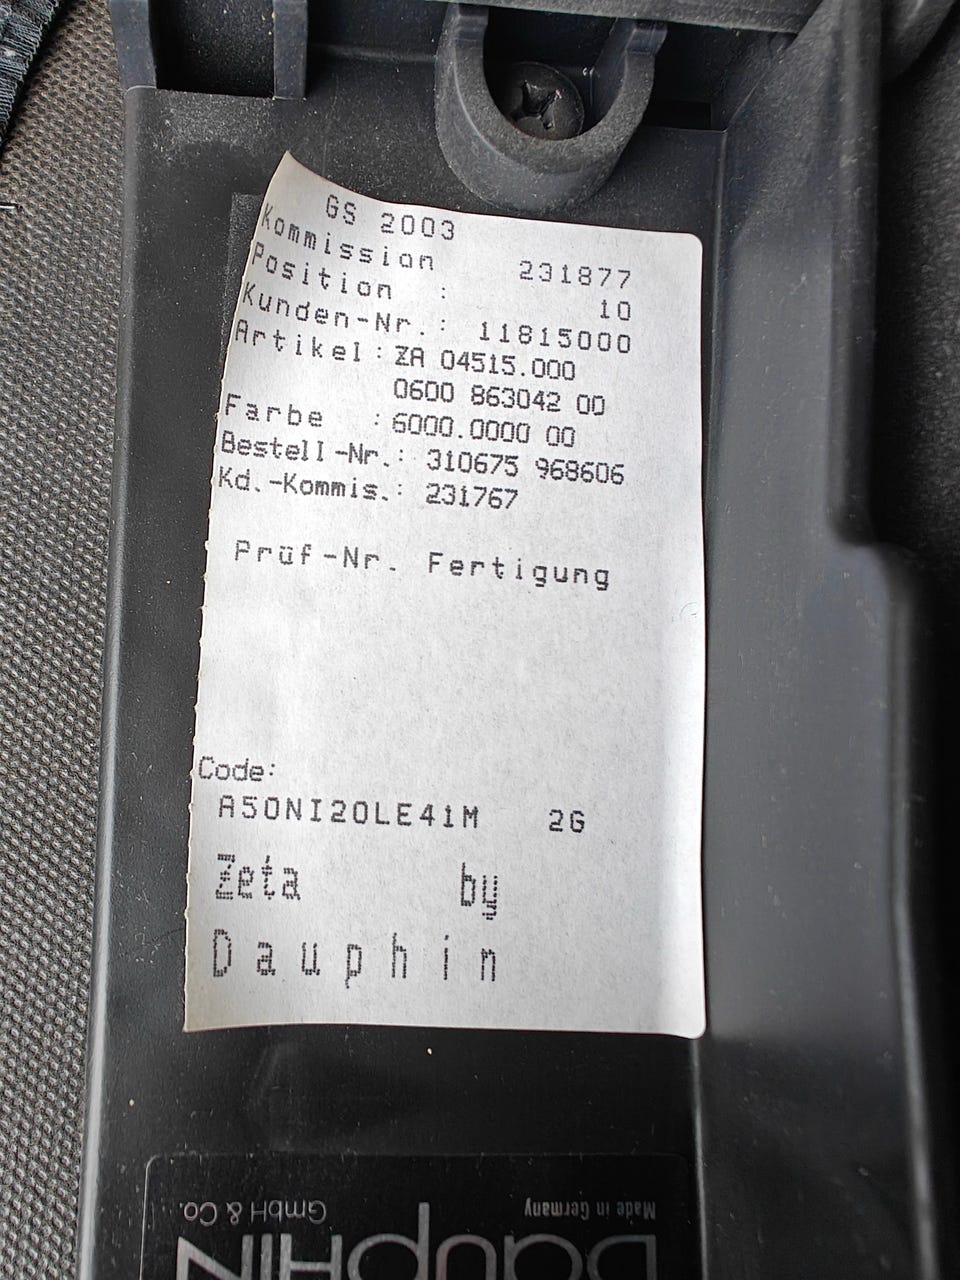 GS 2003
Kommission 231877
Position : 10
Kunden-Nr.: 11815000
Artikel: ZA 04515.000
0600 863042 00
Farbe : 6000.0000 00
Bestell-Nr.: 310675 968606
Kd.-Kommis.: 231767
Prüf-Nr. Fertigung
Code:
A50NI20LE41M 2G
Zeta by
Dauphin
Dauphin
GmbH & Co. Made in Germany